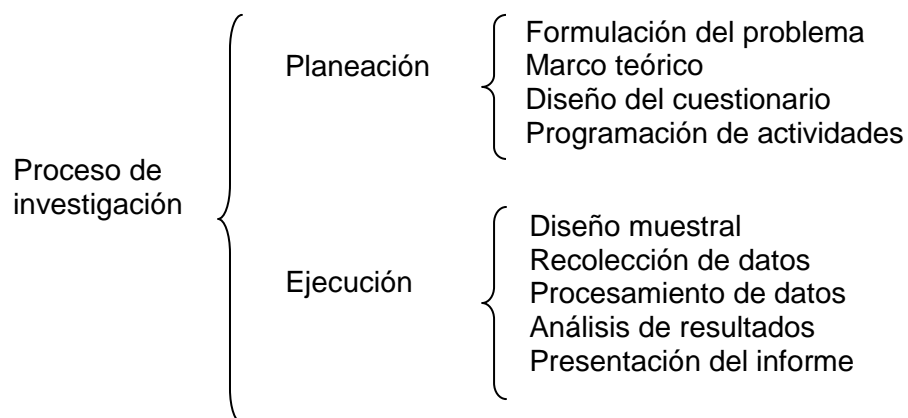 Proceso de
investigación
Planeación
Formulación del problema
Marco teórico
Diseño del cuestionario
Programación de actividades
Ejecución
Diseño muestral
Recolección de datos
Procesamiento de datos
Análisis de resultados
Presentación del informe